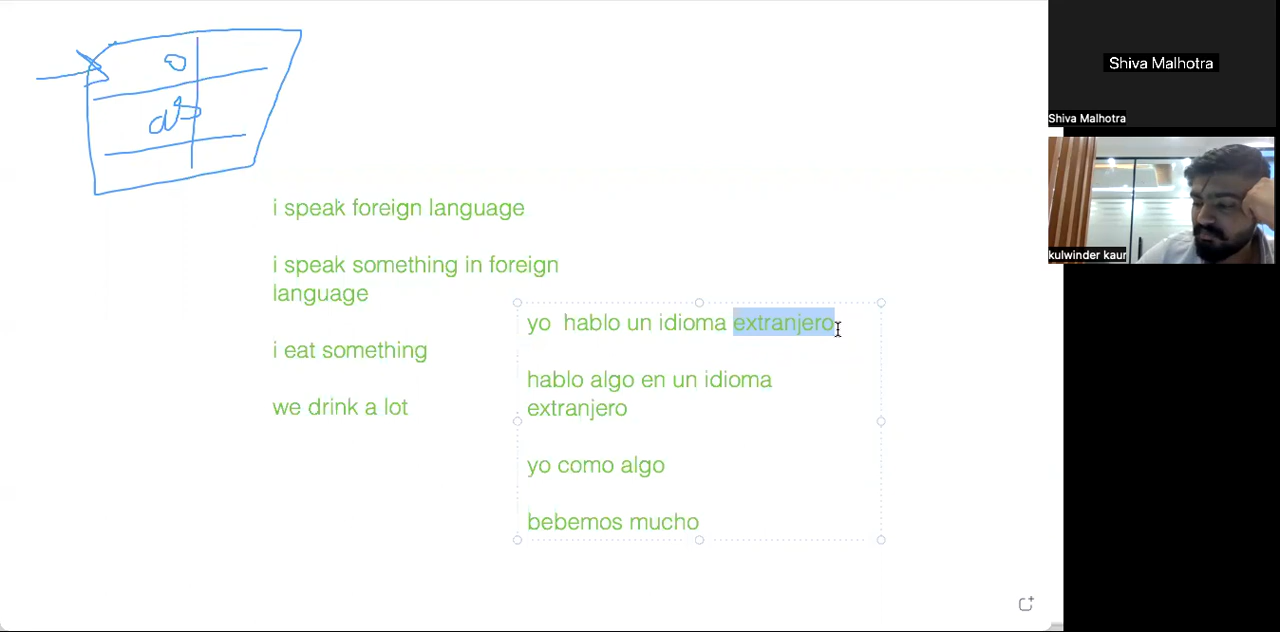 Shiva Malhotra
Shiva Malhotra
kulwinder kaur
i speak foreign language
i speak something in foreign
language
i eat something
we drink a lot
yo hablo un idioma extranjero
hablo algo en un idioma
extranjero
yo como algo
bebemos mucho